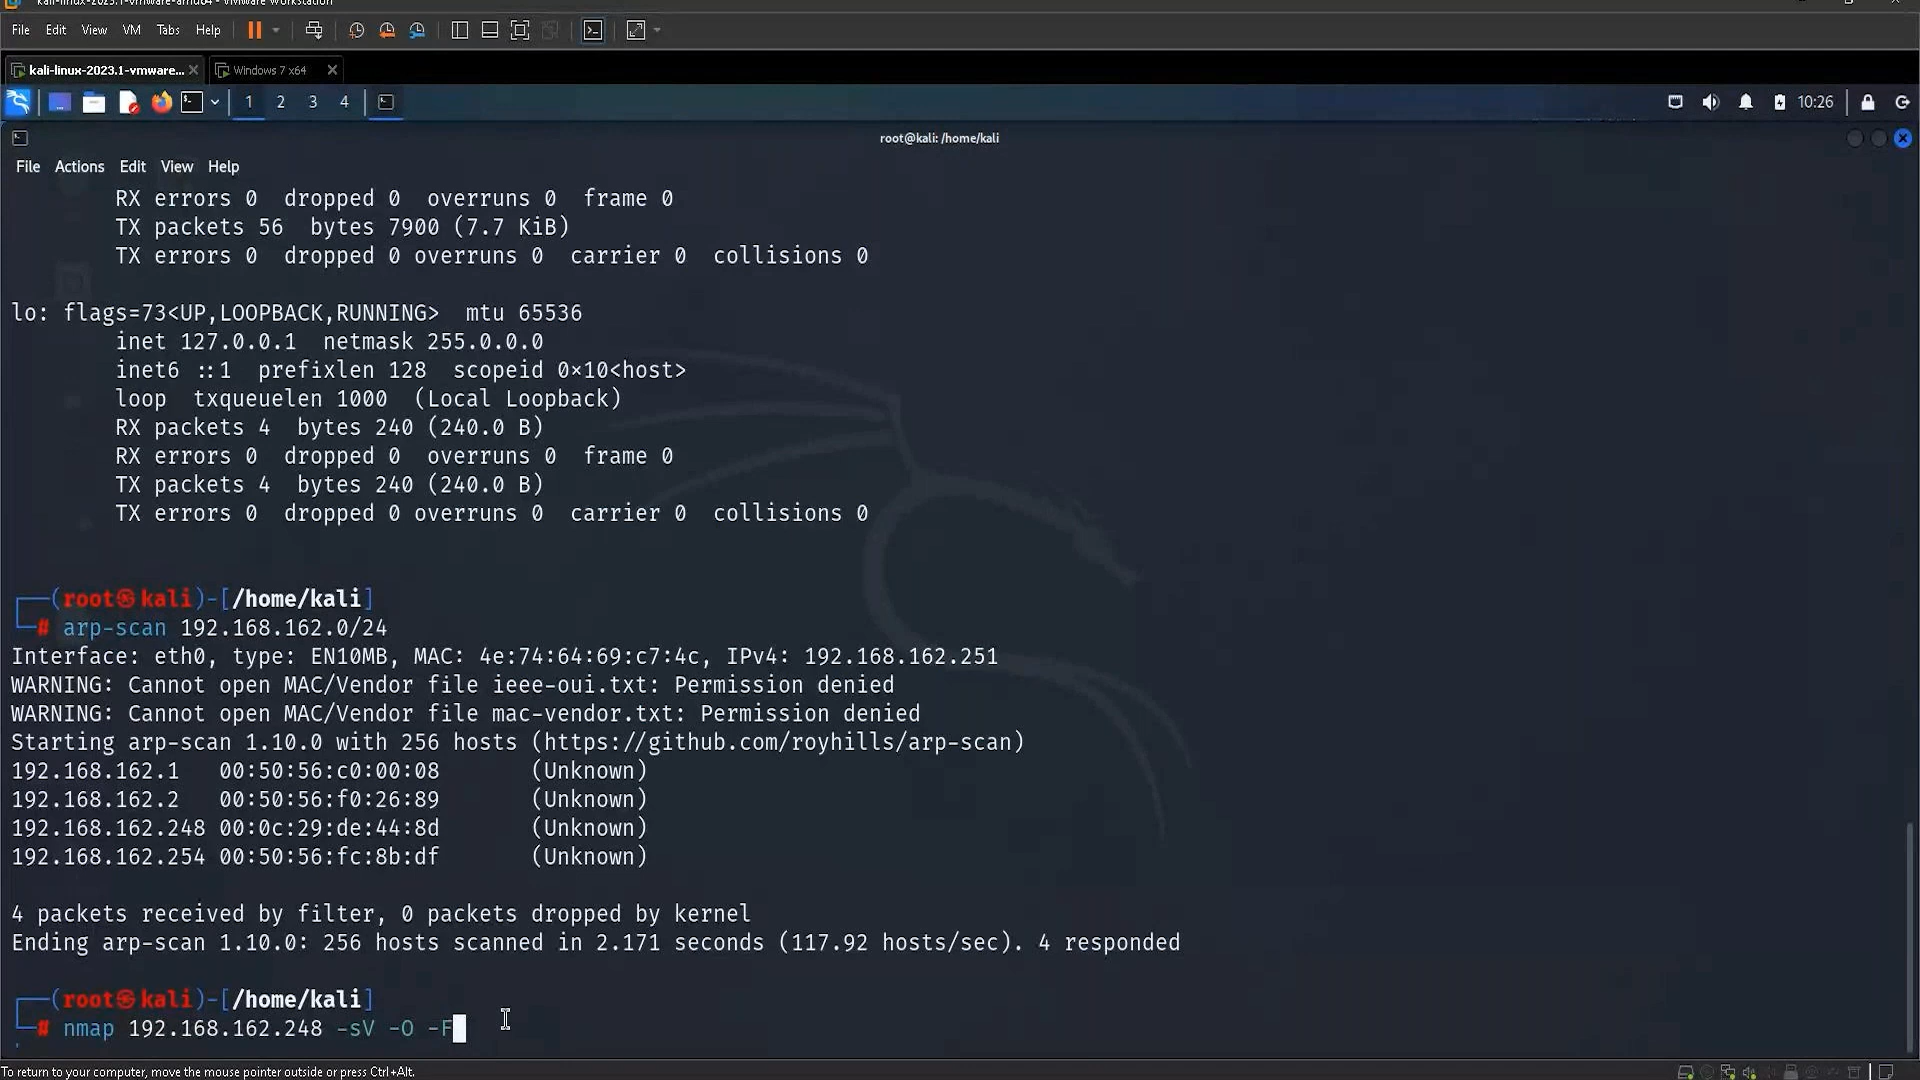 kali-linux-2023.1-vmware-amd64 - VMware Workstation
File Edit View VM Tabs Help
kali-linux-2023.1-vmware... Windows 7 x64
1 2 3 4 10:26
root@kali: /home/kali
File Actions Edit View Help
RX errors 0 dropped 0 overruns 0 frame 0
TX packets 56 bytes 7900 (7.7 KiB)
TX errors 0 dropped 0 overruns 0 carrier 0 collisions 0
lo: flags=73<UP,LOOPBACK,RUNNING> mtu 65536
inet 127.0.0.1 netmask 255.0.0.0
inet6 ::1 prefixlen 128 scopeid 0×10<host>
loop txqueuelen 1000 (Local Loopback)
RX packets 4 bytes 240 (240.0 B)
RX errors 0 dropped 0 overruns 0 frame 0
TX packets 4 bytes 240 (240.0 B)
TX errors 0 dropped 0 overruns 0 carrier 0 collisions 0
(root㉿kali)-[/home/kali]
# arp-scan 192.168.162.0/24
Interface: eth0, type: EN10MB, MAC: 4e:74:64:69:c7:4c, IPv4: 192.168.162.251
WARNING: Cannot open MAC/Vendor file ieee-oui.txt: Permission denied
WARNING: Cannot open MAC/Vendor file mac-vendor.txt: Permission denied
Starting arp-scan 1.10.0 with 256 hosts (https://github.com/royhills/arp-scan)
192.168.162.1 00:50:56:c0:00:08 (Unknown)
192.168.162.2 00:50:56:f0:26:89 (Unknown)
192.168.162.248 00:0c:29:de:44:8d (Unknown)
192.168.162.254 00:50:56:fc:8b:df (Unknown)
4 packets received by filter, 0 packets dropped by kernel
Ending arp-scan 1.10.0: 256 hosts scanned in 2.171 seconds (117.92 hosts/sec). 4 responded
(root㉿kali)-[/home/kali]
# nmap 192.168.162.248 -sV -O -F
To return to your computer, move the mouse pointer outside or press Ctrl+Alt.